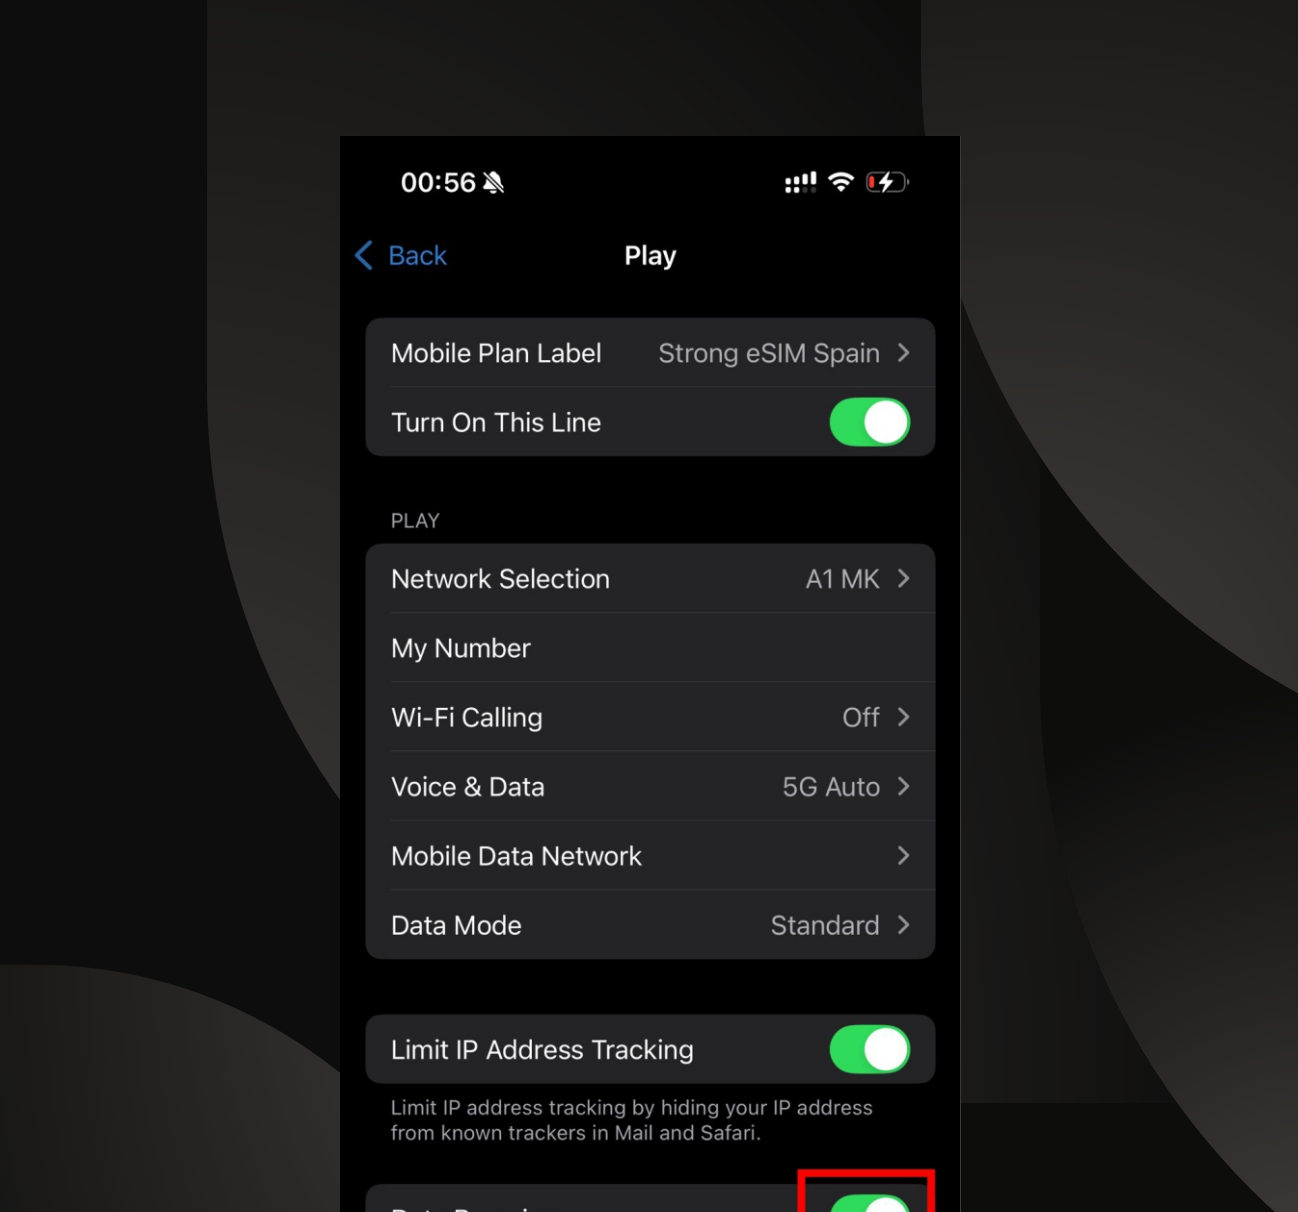 00:56
Back
Play
Mobile Plan Label Strong eSIM Spain
Turn On This Line
PLAY
Network Selection A1 MK
My Number
Wi-Fi Calling Off
Voice & Data 5G Auto
Mobile Data Network
Data Mode Standard
Limit IP Address Tracking
Limit IP address tracking by hiding your IP address
from known trackers in Mail and Safari.